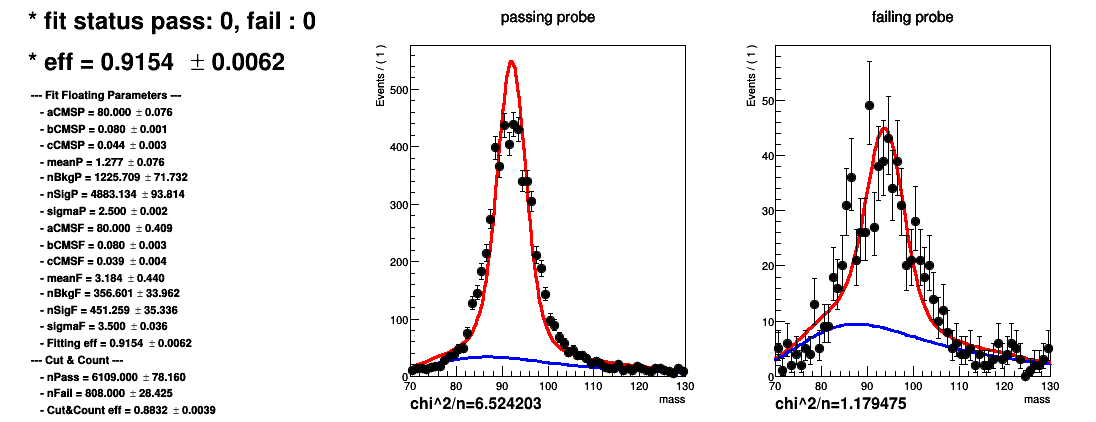 * fit status pass: 0, fail : 0
* eff = 0.9154 ± 0.0062
--- Fit Floating Parameters ---
- aCMSP = 80.000 ± 0.076
- bCMSP = 0.080 ± 0.001
- cCMSP = 0.044 ± 0.003
- meanP = 1.277 ± 0.076
- nBkgP = 1225.709 ± 71.732
- nSigP = 4883.134 ± 93.814
- sigmaP = 2.500 ± 0.002
- aCMSF = 80.000 ± 0.409
- bCMSF = 0.080 ± 0.003
- cCMSF = 0.039 ± 0.004
- meanF = 3.184 ± 0.440
- nBkgF = 356.601 ± 33.962
- nSigF = 451.259 ± 35.336
- sigmaF = 3.500 ± 0.036
- Fitting eff = 0.9154 ± 0.0062
--- Cut & Count ---
- nPass = 6109.000 ± 78.160
- nFail = 808.000 ± 28.425
- Cut&Count eff = 0.8832 ± 0.0039
passing probe
Events / ( 1 )
500
400
300
200
100
0
70 80 90 100 110 120 130
mass
chi^2/n=6.524203
failing probe
Events / ( 1 )
50
40
30
20
10
0
70 80 90 100 110 120 130
mass
chi^2/n=1.179475